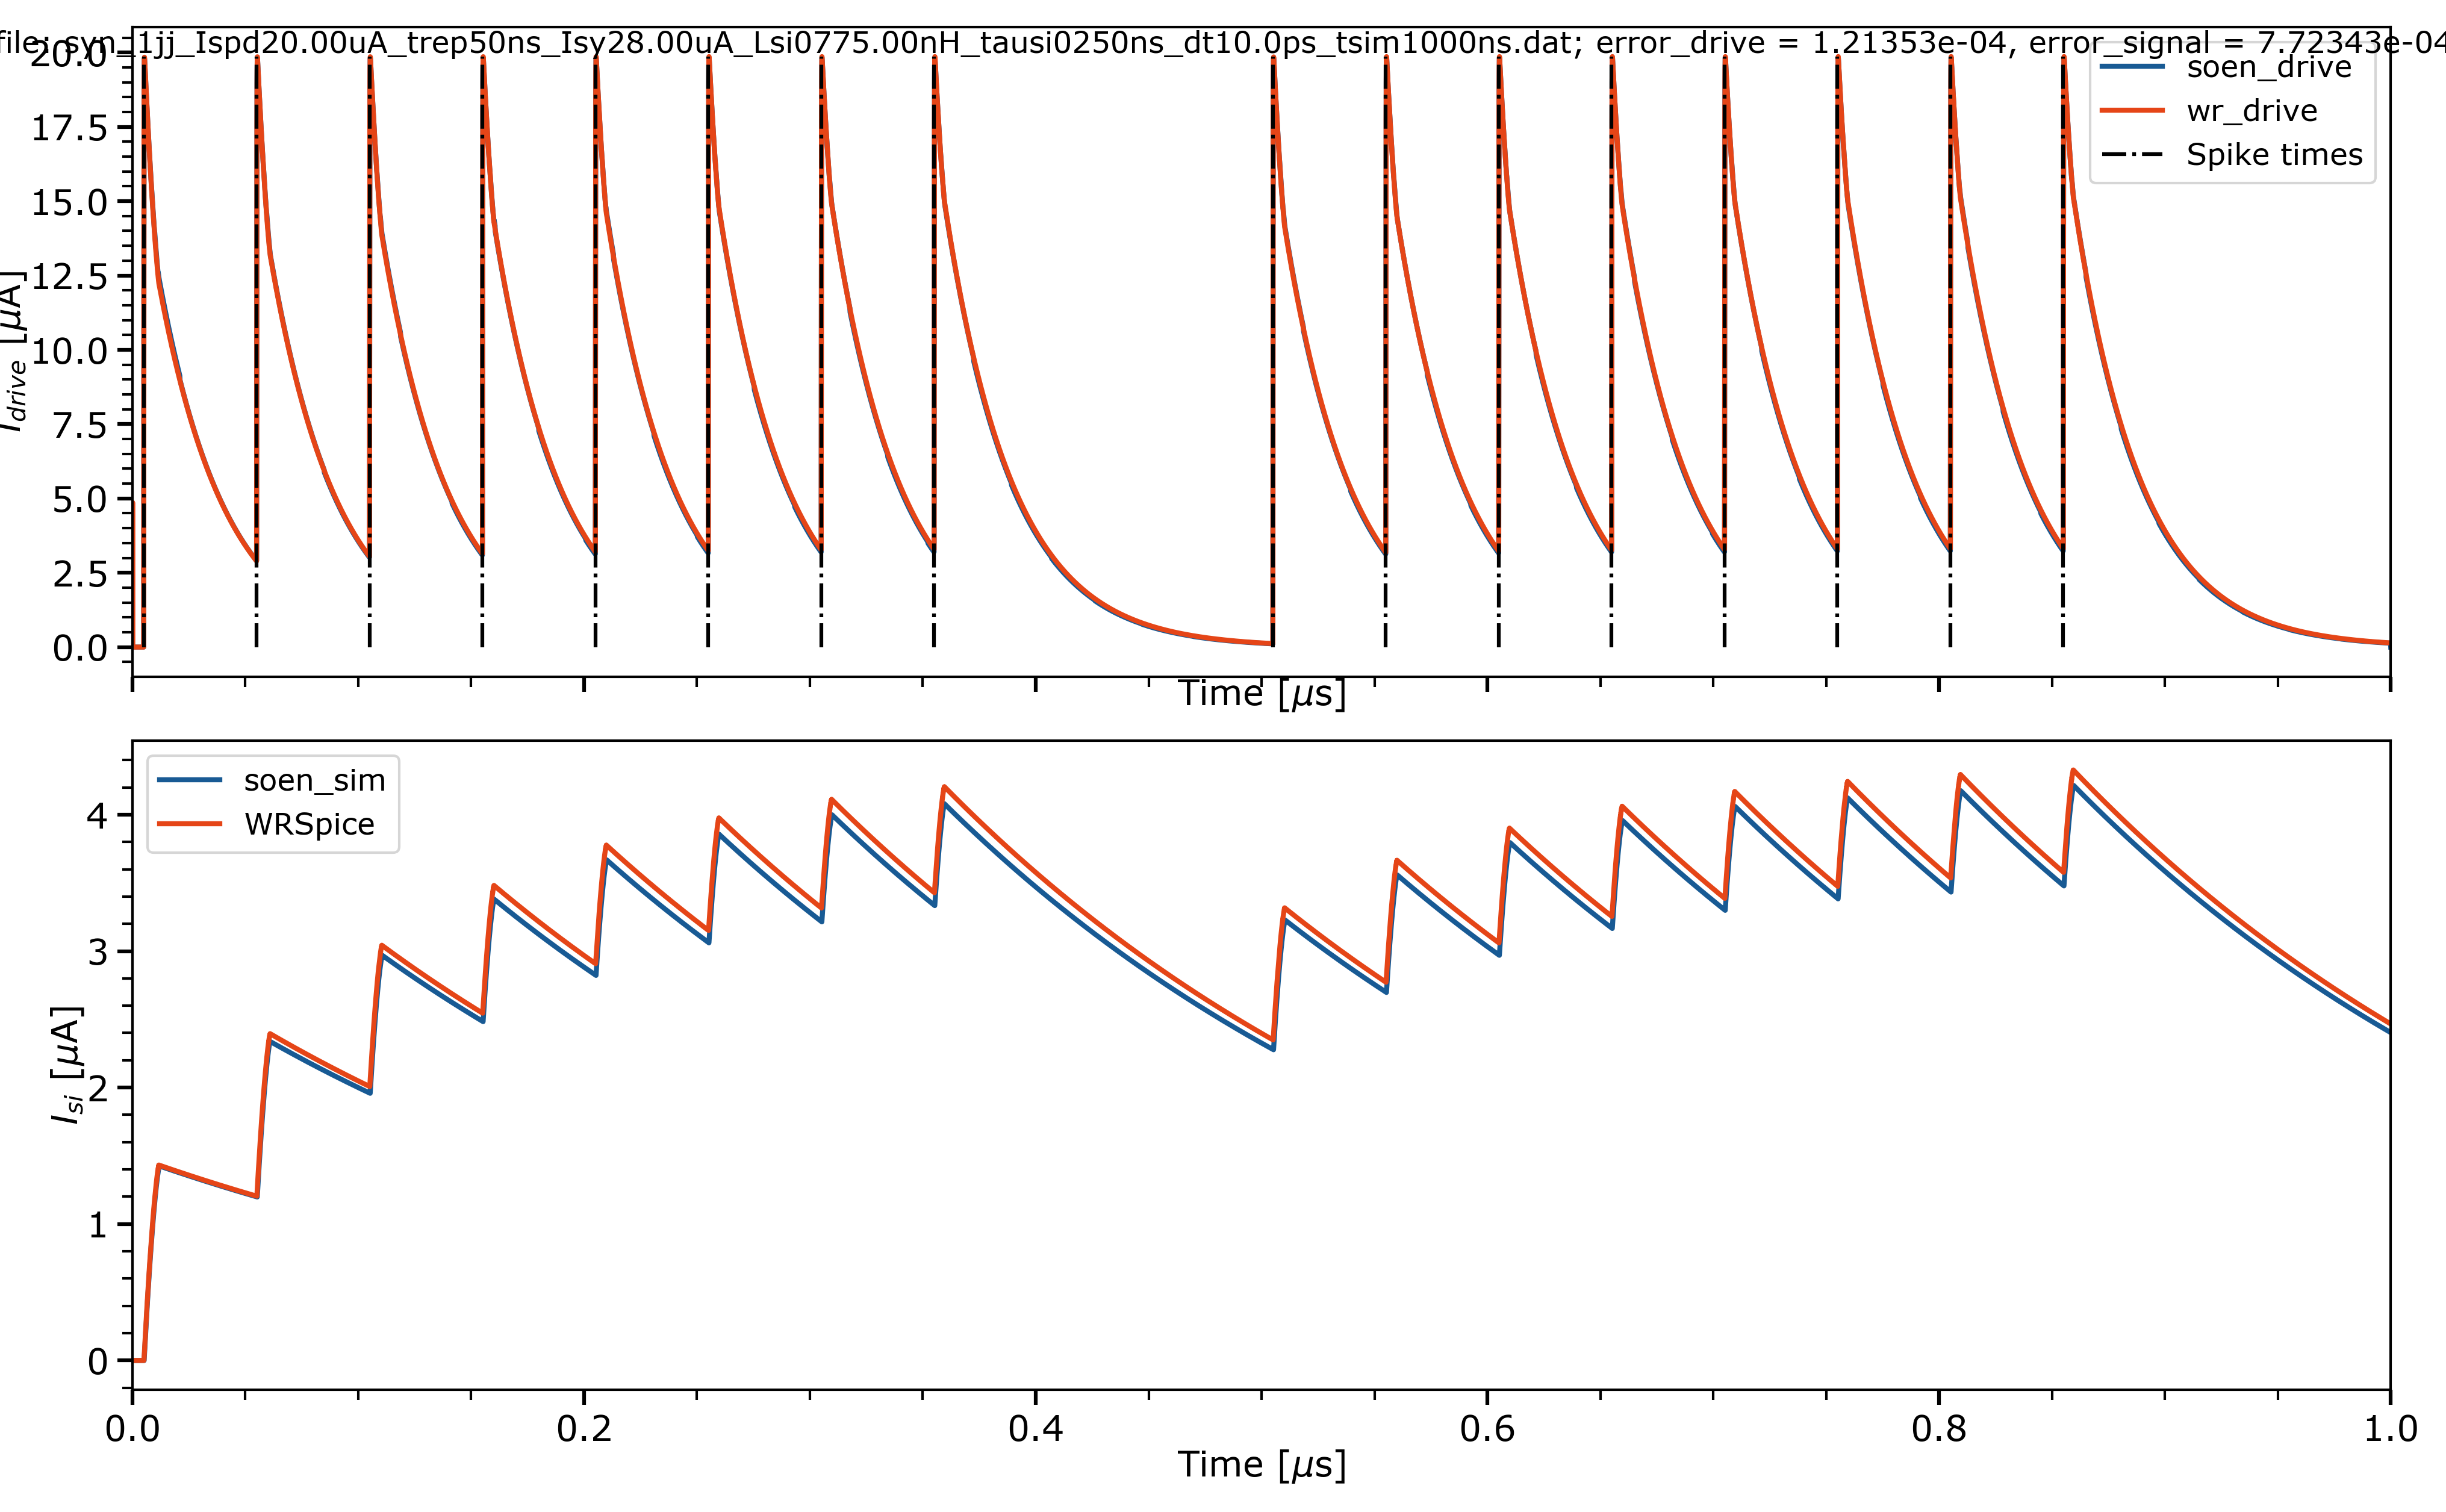 file: syn_1jj_Ispd20.00uA_trep50ns_Isy28.00uA_Lsi0775.00nH_tausi0250ns_dt10.0ps_tsim1000ns.dat; error_drive = 1.21353e-04, error_signal = 7.72343e-04
soen_drive
wr_drive
Spike times
20.0
17.5
15.0
12.5
10.0
7.5
5.0
2.5
0.0
I_drive [μA]
Time [μs]
soen_sim
WRSpice
4
3
2
1
0
I_si [μA]
0.0
0.2
0.4
0.6
0.8
1.0
Time [μs]